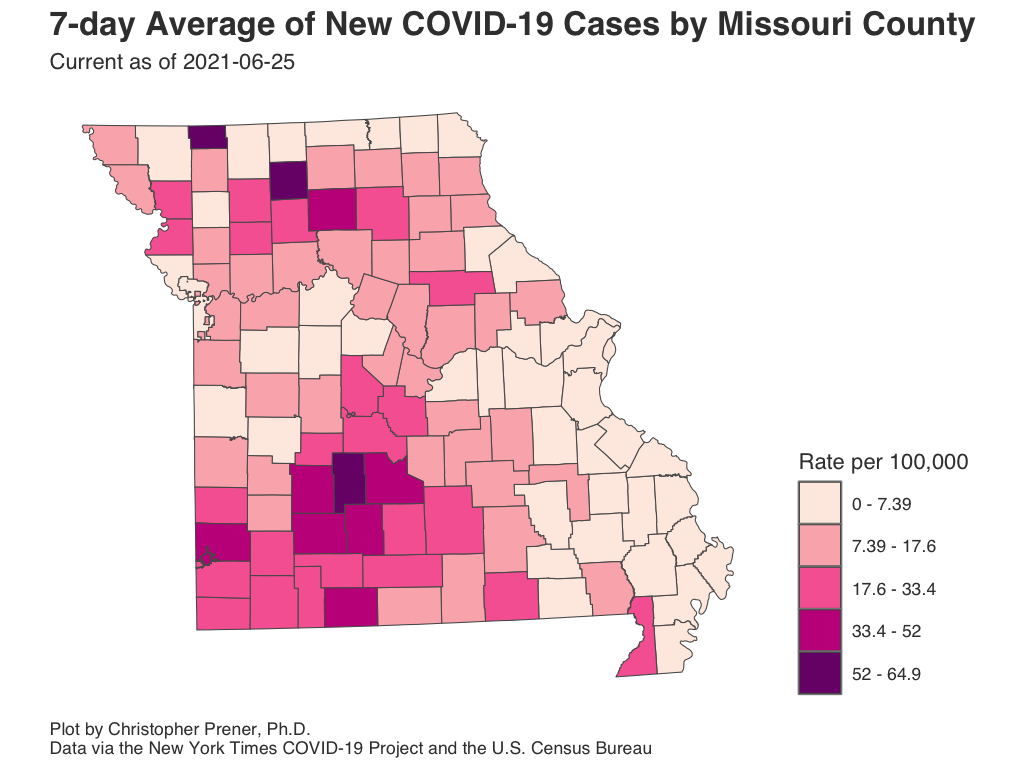 7-day Average of New COVID-19 Cases by Missouri County
Current as of 2021-06-25
Rate per 100,000
0 - 7.39
7.39 - 17.6
17.6 - 33.4
33.4 - 52
52 - 64.9
Plot by Christopher Prener, Ph.D.
Data via the New York Times COVID-19 Project and the U.S. Census Bureau